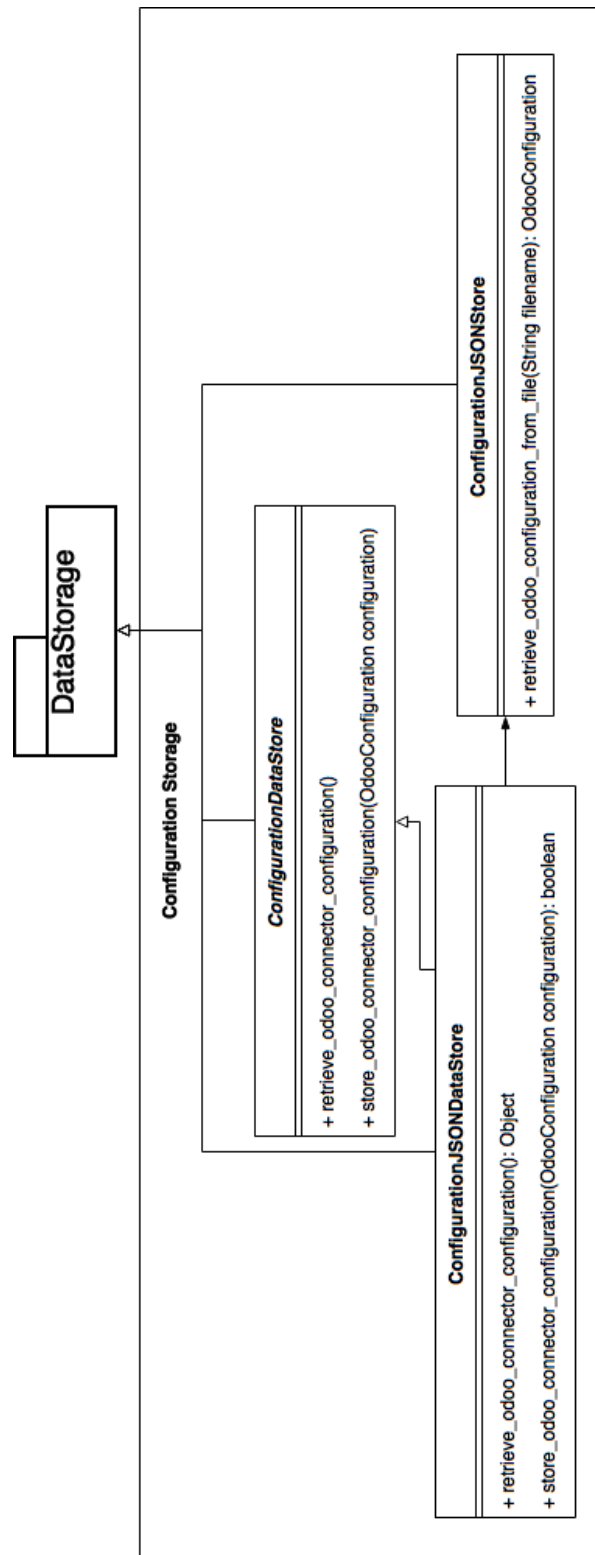 DataStorage
Configuration Storage
ConfigurationDataStore
+ retrieve_odoo_connector_configuration()
+ store_odoo_connector_configuration(OdooConfiguration configuration)
ConfigurationJSONDataStore
+ retrieve_odoo_connector_configuration(): Object
+ store_odoo_connector_configuration(OdooConfiguration configuration): boolean
ConfigurationJSONStore
+ retrieve_odoo_configuration_from_file(String filename): OdooConfiguration